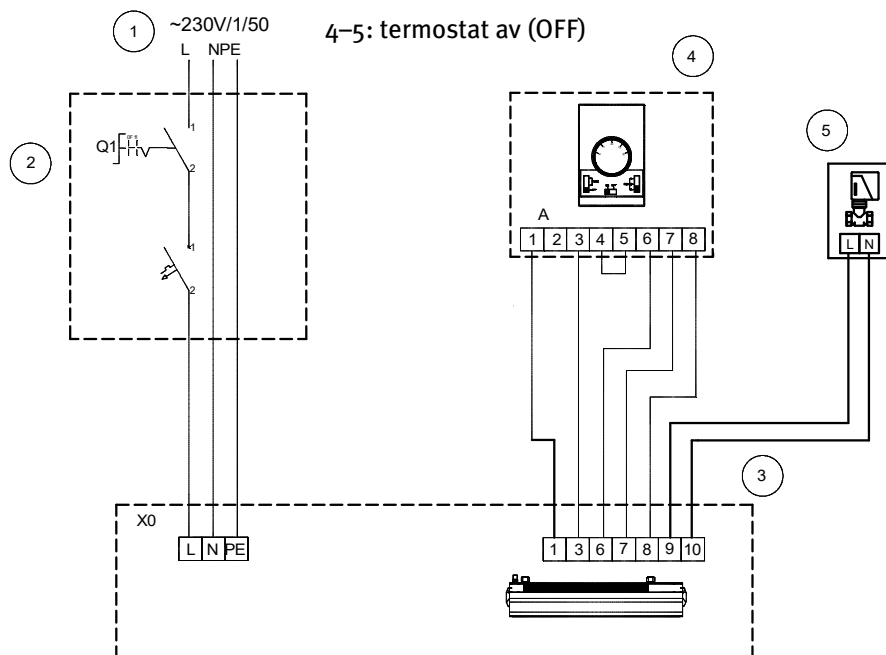 1 ~230V/1/50 4–5: termostat av (OFF)
L NPE
4
5
2
Q1
1
2
1
2
A
1 2 3 4 5 6 7 8
L N
3
X0
L N PE
1 3 6 7 8 9 10